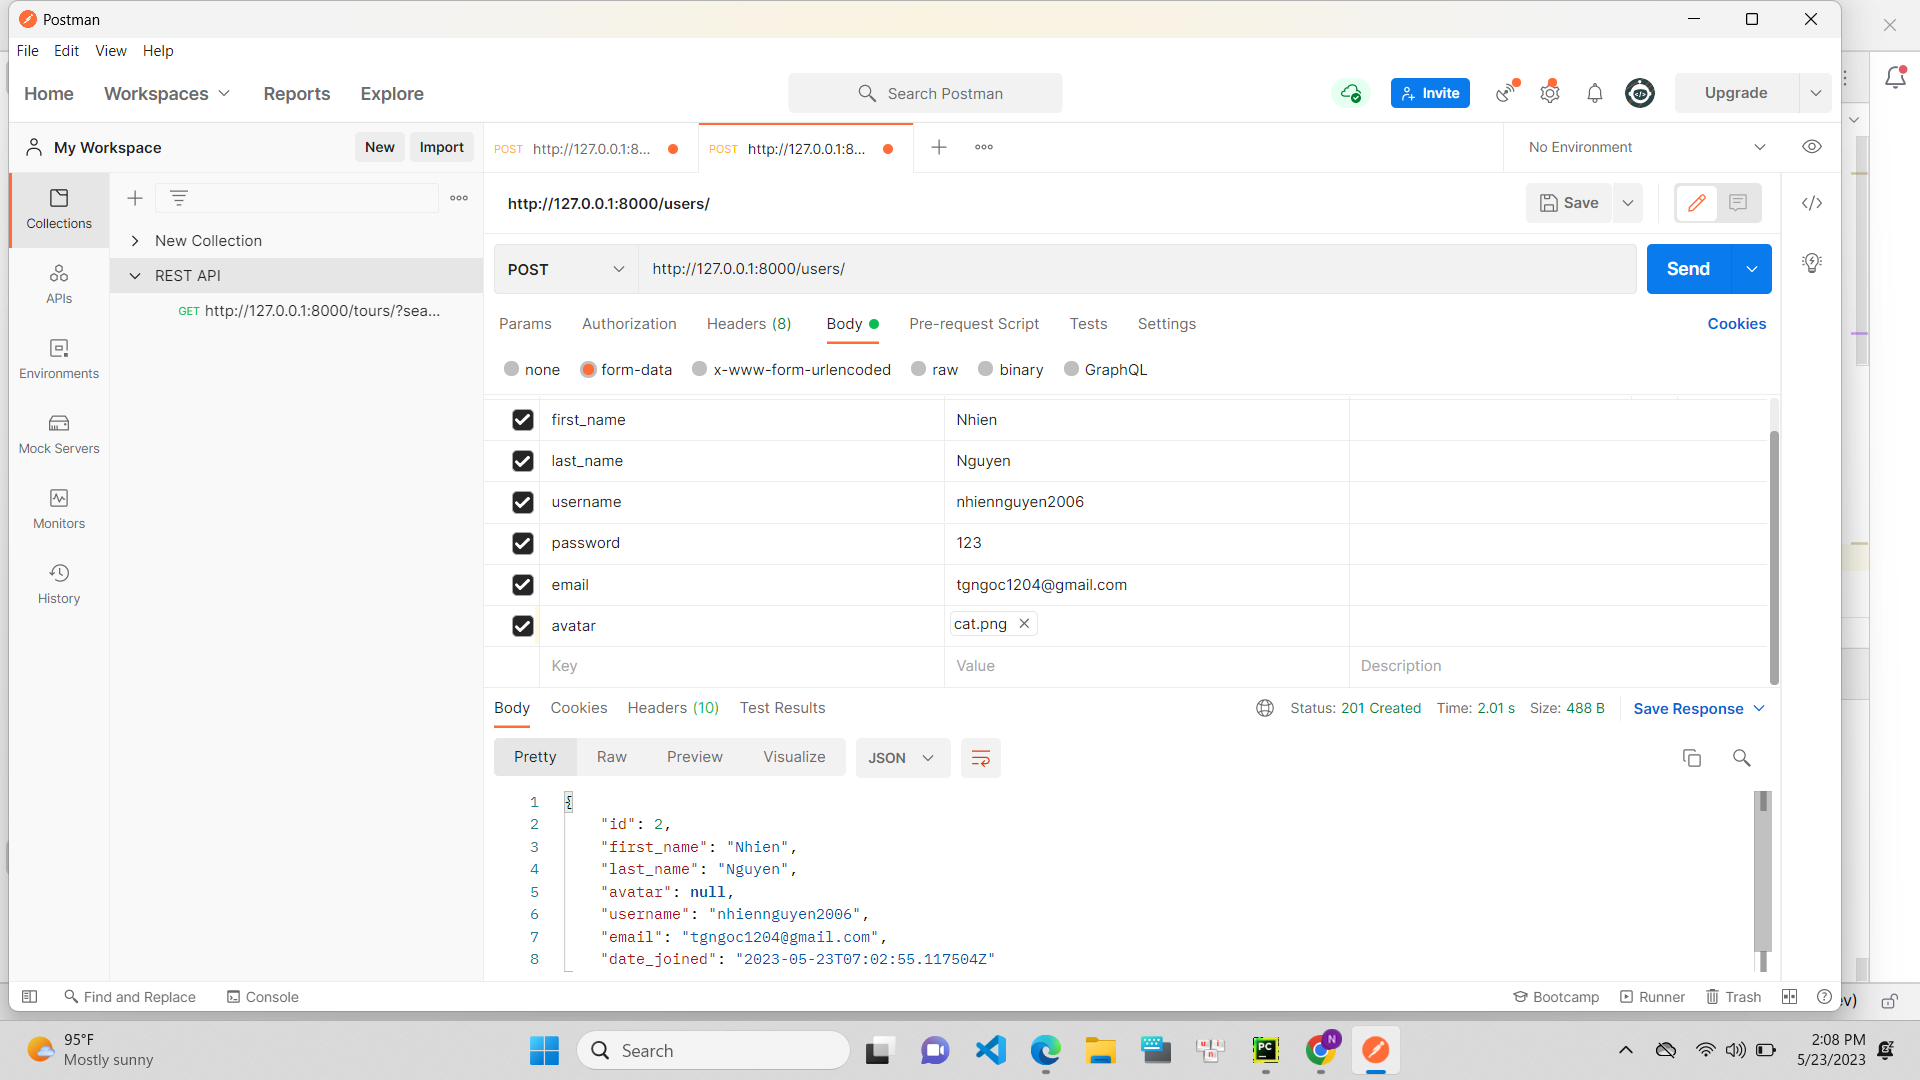 Postman
File Edit View Help
Home Workspaces Reports Explore
Search Postman
Invite
Upgrade
My Workspace
New Import
POST http://127.0.0.1:8...
POST http://127.0.0.1:8...
No Environment
Collections
APIs
Environments
Mock Servers
Monitors
History
New Collection
REST API
GET http://127.0.0.1:8000/tours/?sea...
http://127.0.0.1:8000/users/
Save
POST http://127.0.0.1:8000/users/
Send
Params Authorization Headers (8) Body Pre-request Script Tests Settings
Cookies
none form-data x-www-form-urlencoded raw binary GraphQL
first_name Nhien
last_name Nguyen
username nhiennguyen2006
password 123
email tgngoc1204@gmail.com
avatar cat.png
Key Value Description
Body Cookies Headers (10) Test Results
Status: 201 Created Time: 2.01 s Size: 488 B Save Response
Pretty Raw Preview Visualize JSON
1 {
2 "id": 2,
3 "first_name": "Nhien",
4 "last_name": "Nguyen",
5 "avatar": null,
6 "username": "nhiennguyen2006",
7 "email": "tgngoc1204@gmail.com",
8 "date_joined": "2023-05-23T07:02:55.117504Z"
Find and Replace Console
Bootcamp Runner Trash
ev)
95°F
Mostly sunny
Search
PC
N
2:08 PM
5/23/2023